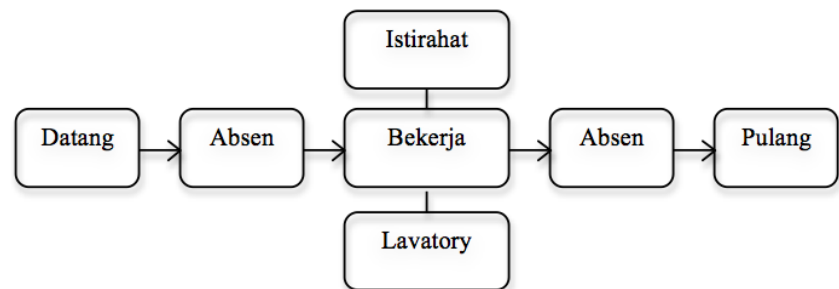 Istirahat
Datang
Absen
Bekerja
Absen
Pulang
Lavatory